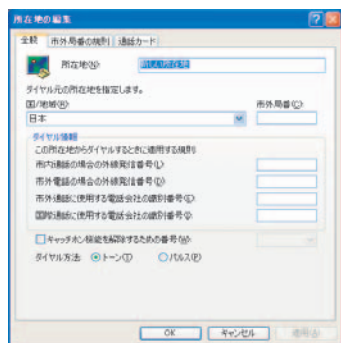 所在地の編集
全般 市外局番の規則 通話カード
所在地(N): 新しい所在地
ダイヤル元の所在地を指定します。
国/地域(R): 市外局番(C):
日本
ダイヤル情報
この所在地からダイヤルするときに適用する規則:
市内通話の場合の外線発信番号(L):
市外電話の場合の外線発信番号(D):
市外通話に使用する電話会社の識別番号(E):
国際通話に使用する電話会社の識別番号(I):
キャッチホン機能を解除するための番号(W):
ダイヤル方法: トーン(T) パルス(P)
OK キャンセル 適用(A)